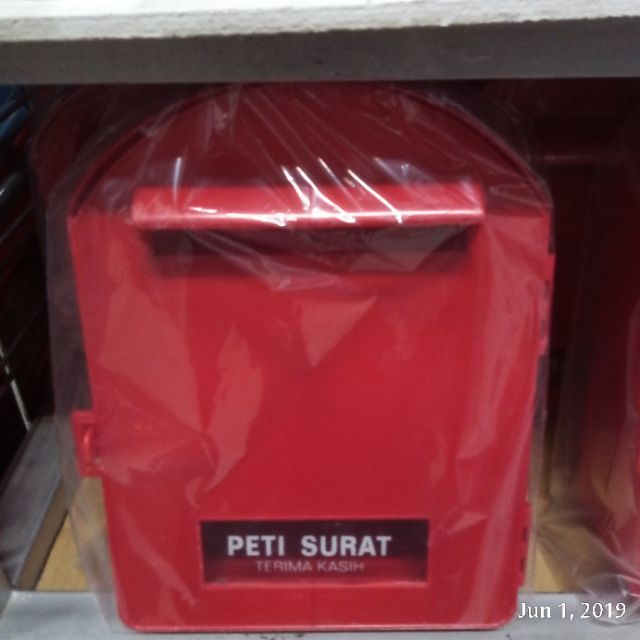 PETI SURAT
TERIMA KASIH
Jun 1, 2019